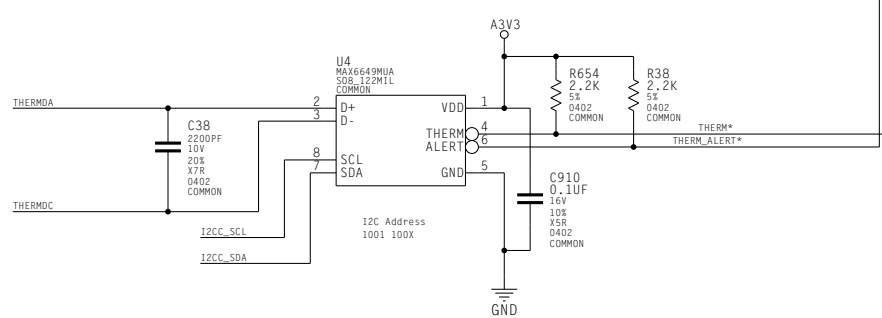 A3V3
U4
MAX6649MUA
SO8_122MIL
COMMON
R654
2.2K
5%
0402
COMMON
R38
2.2K
5%
0402
COMMON
THERMDA
2 D+
3 D-
VDD 1
C38
2200PF
10V
20%
X7R
0402
COMMON
THERM 4
ALERT 6
THERM*
THERM_ALERT*
8 SCL
7 SDA
GND 5
C910
0.1UF
16V
10%
X5R
0402
COMMON
THERMDC
I2C Address
1001 100X
I2CC_SCL
I2CC_SDA
GND